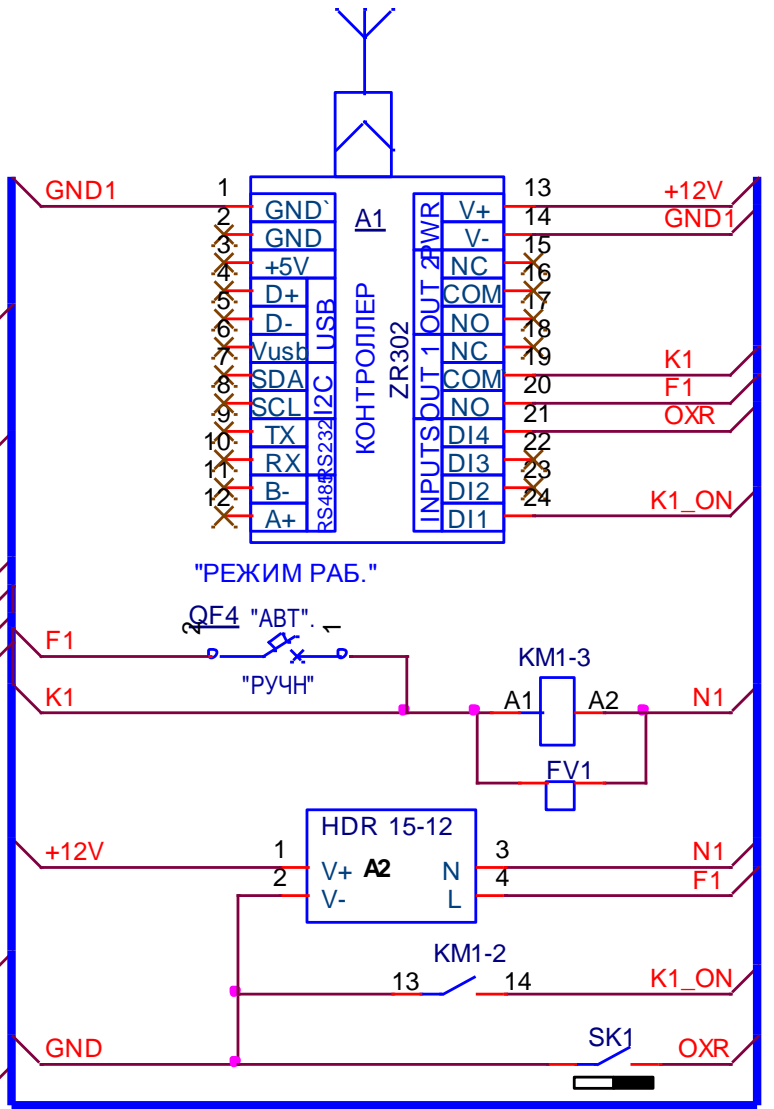 GND1 1 13 +12V
GND` A1 PWR V+
2 14 GND1
GND V-
3 15
+5V OUT 2 NC
4 16
D+ USB COM
5 17
D- КОНТРОЛЛЕР ZR302 NO
6 18
Vusb OUT 1 NC
7 19 K1
SDA I2C COM
8 20 F1
SCL NO
9 21 OXR
TX RS232 INPUTS DI4
10 22
RX DI3
11 23
B- RS485 DI2
12 24 K1_ON
A+ DI1
"РЕЖИМ РАБ."
QF4 "АВТ".
F1 2 1
"РУЧН"
KM1-3
K1 A1 A2 N1
FV1
HDR 15-12
+12V 1 3 N1
V+ A2 N
2 4 F1
V- L
KM1-2
13 14 K1_ON
SK1
GND OXR